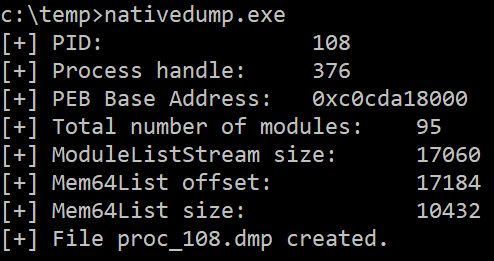 c:\temp>nativedump.exe
[+] PID: 108
[+] Process handle: 376
[+] PEB Base Address: 0xc0cda18000
[+] Total number of modules: 95
[+] ModuleListStream size: 17060
[+] Mem64List offset: 17184
[+] Mem64List size: 10432
[+] File proc_108.dmp created.